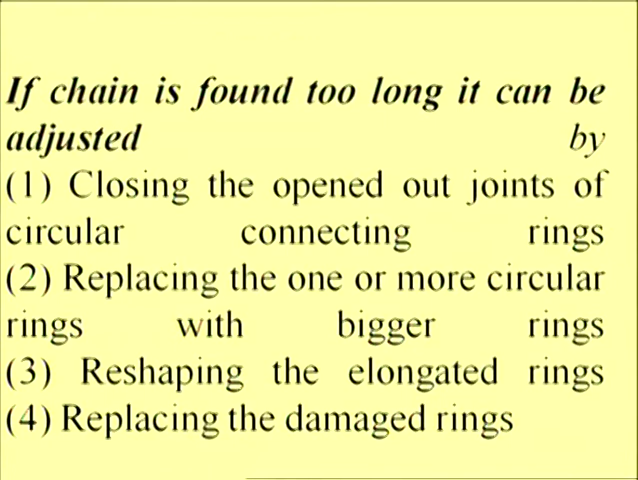 If chain is found too long it can be
adjusted by
(1) Closing the opened out joints of
circular connecting rings
(2) Replacing the one or more circular
rings with bigger rings
(3) Reshaping the elongated rings
(4) Replacing the damaged rings